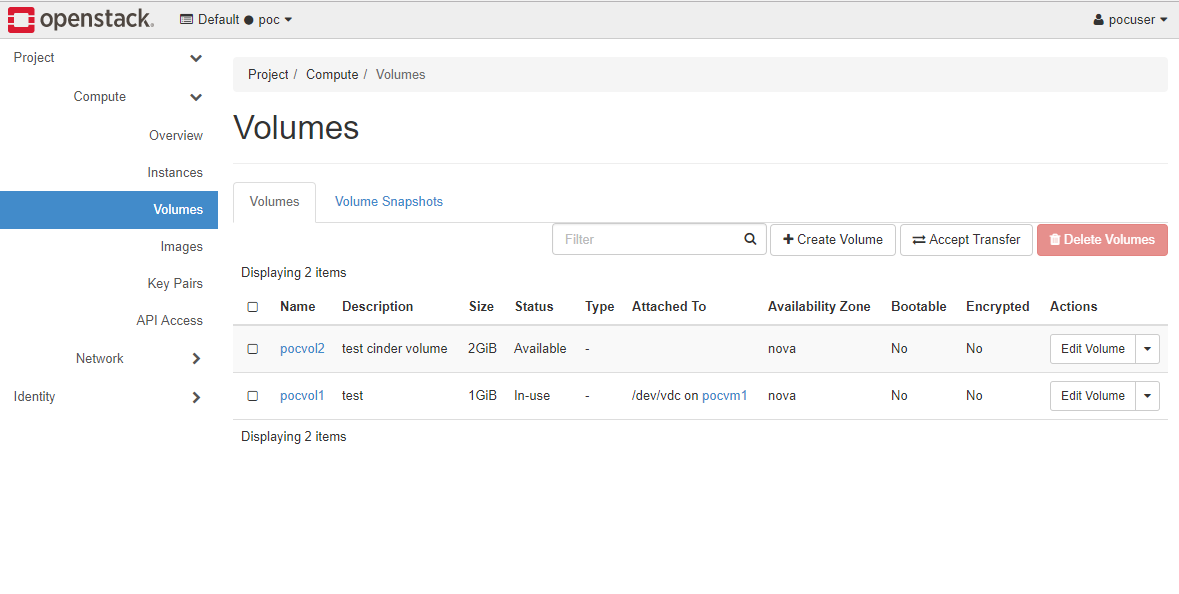 openstack. Default poc pocuser
Project
Compute
Overview
Instances
Volumes
Images
Key Pairs
API Access
Network
Identity
Project / Compute / Volumes
Volumes
Volumes Volume Snapshots
Filter Create Volume Accept Transfer Delete Volumes
Displaying 2 items
Name Description Size Status Type Attached To Availability Zone Bootable Encrypted Actions
pocvol2 test cinder volume 2GiB Available - nova No No Edit Volume
pocvol1 test 1GiB In-use - /dev/vdc on pocvm1 nova No No Edit Volume
Displaying 2 items